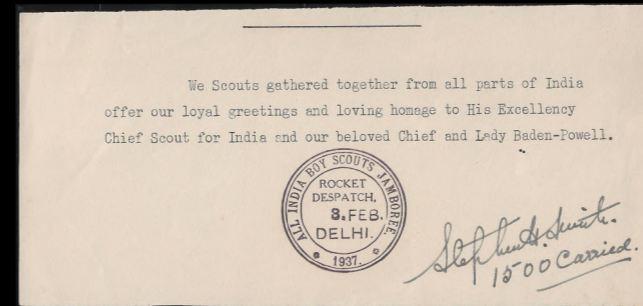 We Scouts gathered together from all parts of India
offer our loyal greetings and loving homage to His Excellency
Chief Scout for India and our beloved Chief and Lady Baden-Powell.
ALL INDIA BOY SCOUTS JAMBOREE
ROCKET
DESPATCH,
3.FEB.
DELHI.
1937.
Stephen H. Smith.
1500 Carried.